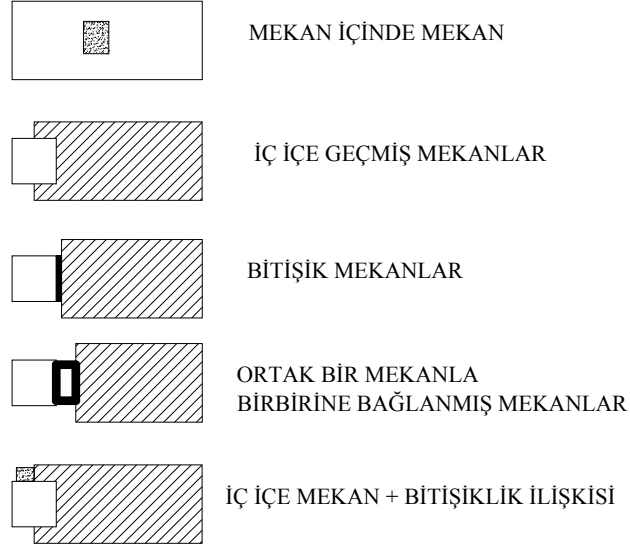 MEKAN İÇİNDE MEKAN
İÇ İÇE GEÇMİŞ MEKANLAR
BİTİŞİK MEKANLAR
ORTAK BİR MEKANLA
BİRBİRİNE BAĞLANMIŞ MEKANLAR
İÇ İÇE MEKAN + BİTİŞİKLİK İLİŞKİSİ